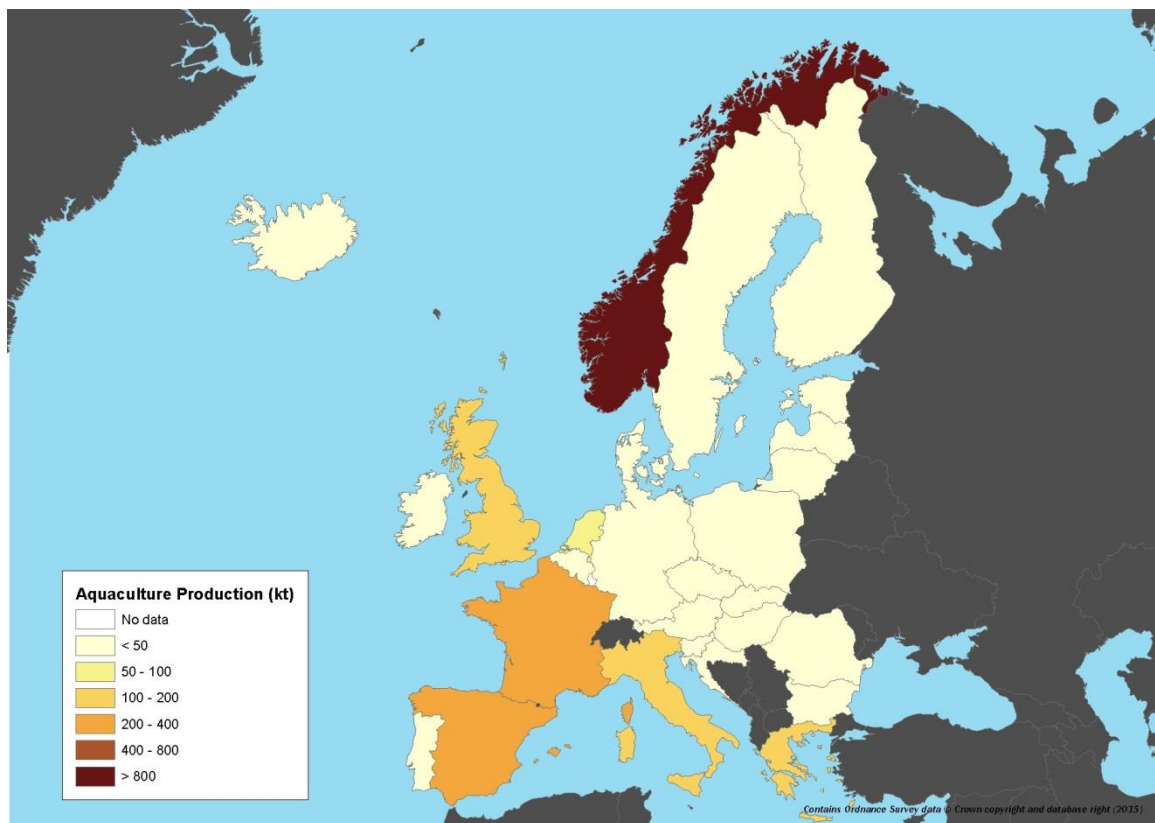 Aquaculture Production (kt)
No data
< 50
50 - 100
100 - 200
200 - 400
400 - 800
> 800
Contains Ordnance Survey data © Crown copyright and database right (2015)